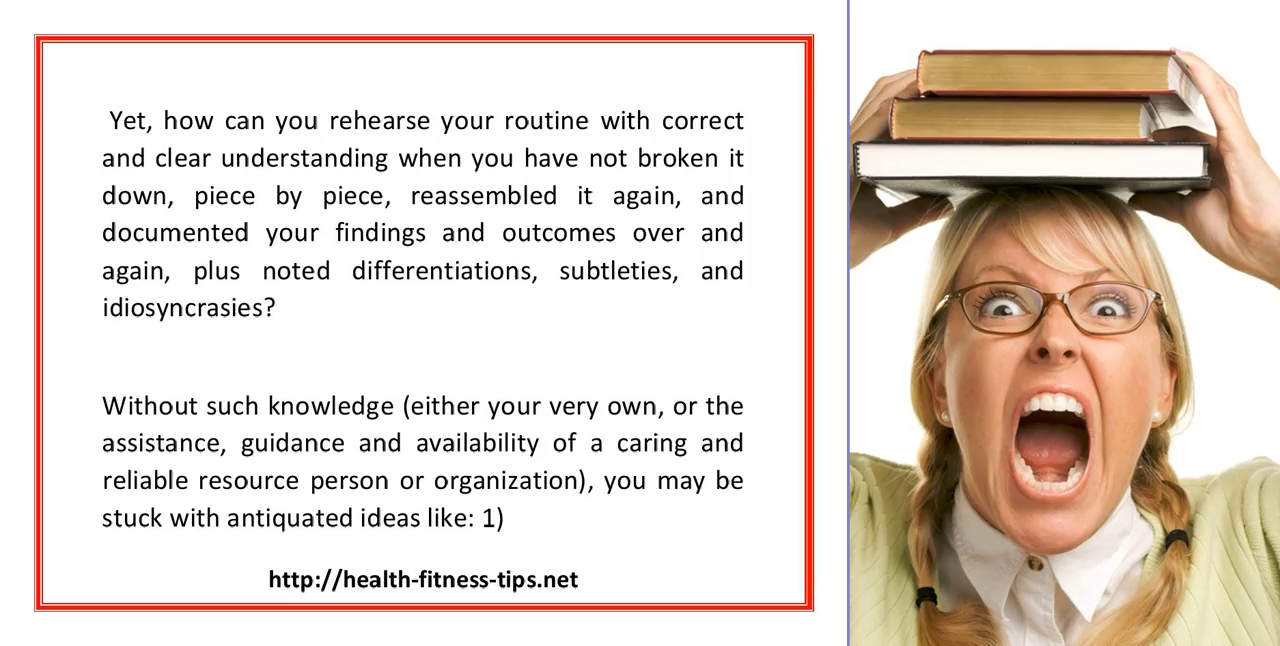 Yet, how can you rehearse your routine with correct
and clear understanding when you have not broken it
down, piece by piece, reassembled it again, and
documented your findings and outcomes over and
again, plus noted differentiations, subtleties, and
idiosyncrasies?
Without such knowledge (either your very own, or the
assistance, guidance and availability of a caring and
reliable resource person or organization), you may be
stuck with antiquated ideas like: 1)
http://health-fitness-tips.net